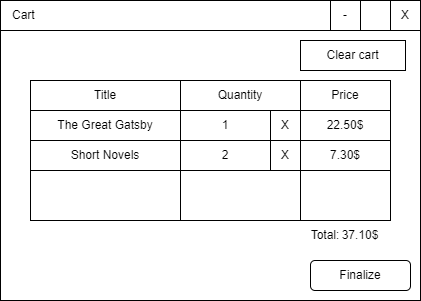 Cart - X
Clear cart
Title Quantity Price
The Great Gatsby 1 X 22.50$
Short Novels 2 X 7.30$
Total: 37.10$
Finalize